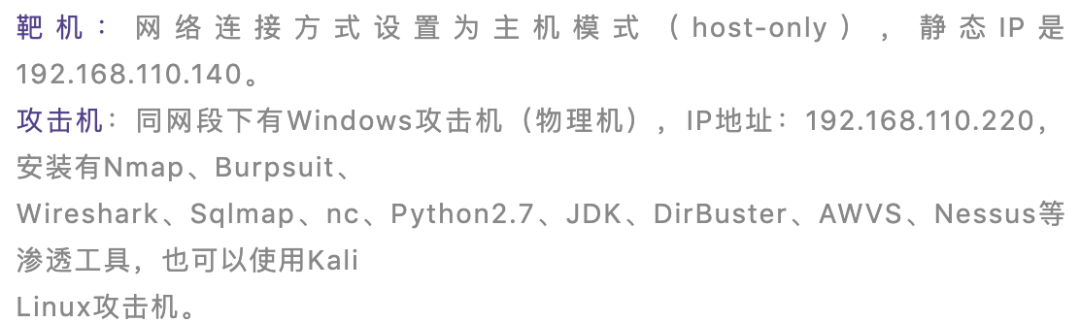 靶机：网络连接方式设置为主机模式（host-only），静态IP是
192.168.110.140。
攻击机：同网段下有Windows攻击机（物理机），IP地址：192.168.110.220，
安装有Nmap、Burpsuit、
Wireshark、Sqlmap、nc、Python2.7、JDK、DirBuster、AWVS、Nessus等
渗透工具，也可以使用Kali
Linux攻击机。